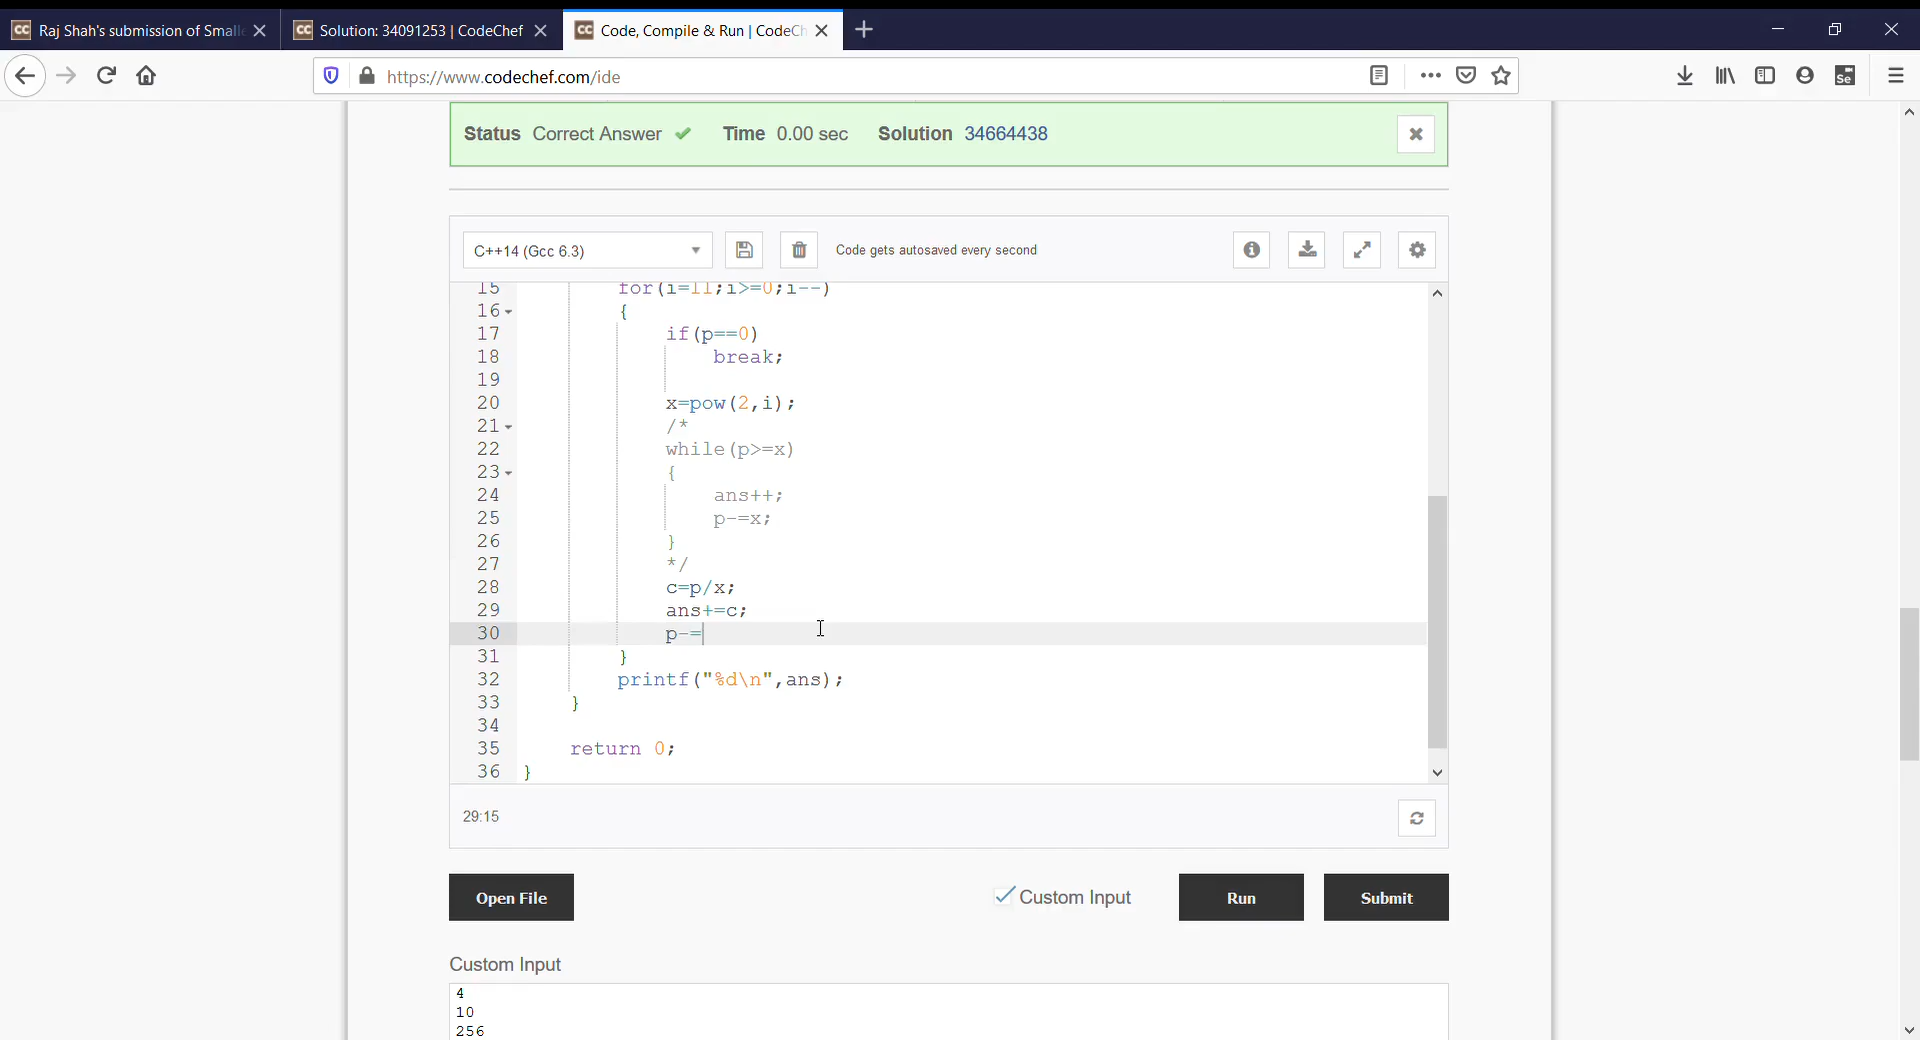 Raj Shah's submission of Small
Solution: 34091253 | CodeChef
Code, Compile & Run | CodeCh
https://www.codechef.com/ide
Se
Status Correct Answer Time 0.00 sec Solution 34664438
C++14 (Gcc 6.3) Code gets autosaved every second
15 for(i=11;i>=0;i--)
16 {
17 if(p==0)
18 break;
19
20 x=pow(2,i);
21 /*
22 while(p>=x)
23 {
24 ans++;
25 p-=x;
26 }
27 */
28 c=p/x;
29 ans+=c;
30 p-=
31 }
32 printf("%d\n",ans);
33 }
34
35 return 0;
36 }
29:15
Open File Custom Input Run Submit
Custom Input
4
10
256